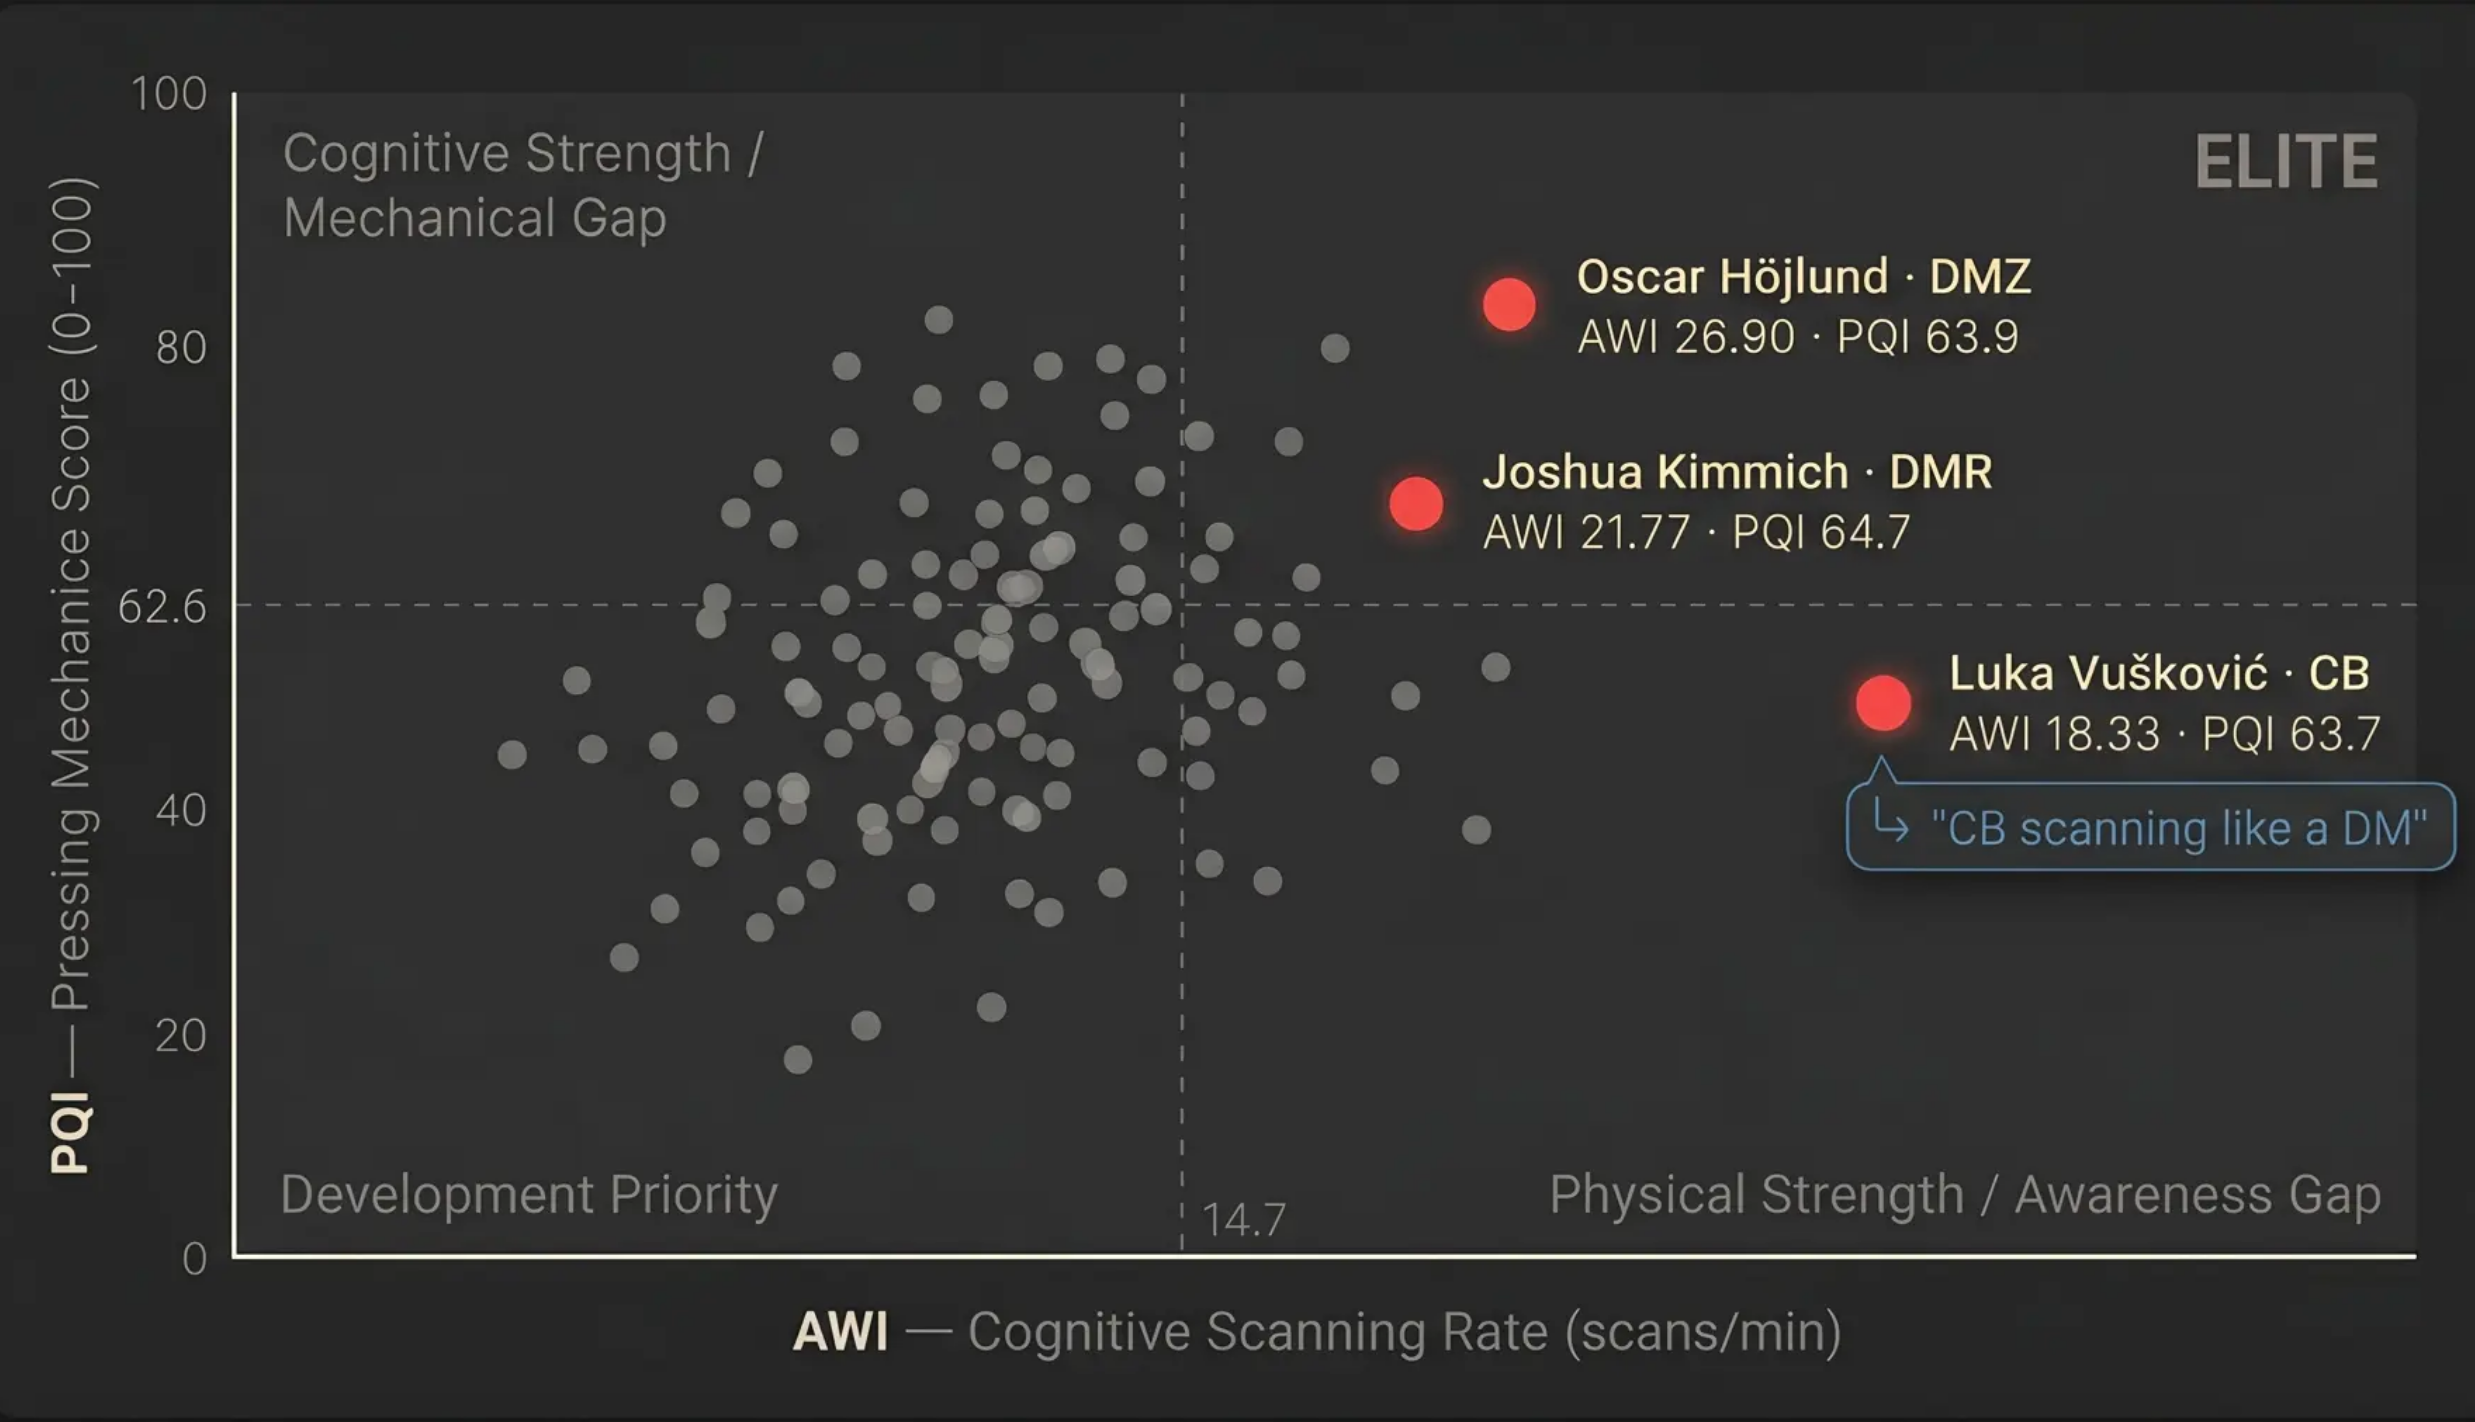 100
Cognitive Strength /
Mechanical Gap
ELITE
Oscar Höjlund · DMZ
AWI 26.90 · PQI 63.9
80
Joshua Kimmich · DMR
AWI 21.77 · PQI 64.7
62.6
Luka Vušković · CB
AWI 18.33 · PQI 63.7
↳ "CB scanning like a DM"
40
20
Development Priority
Physical Strength / Awareness Gap
14.7
0
PQI — Pressing Mechanice Score (0–100)
AWI — Cognitive Scanning Rate (scans/min)